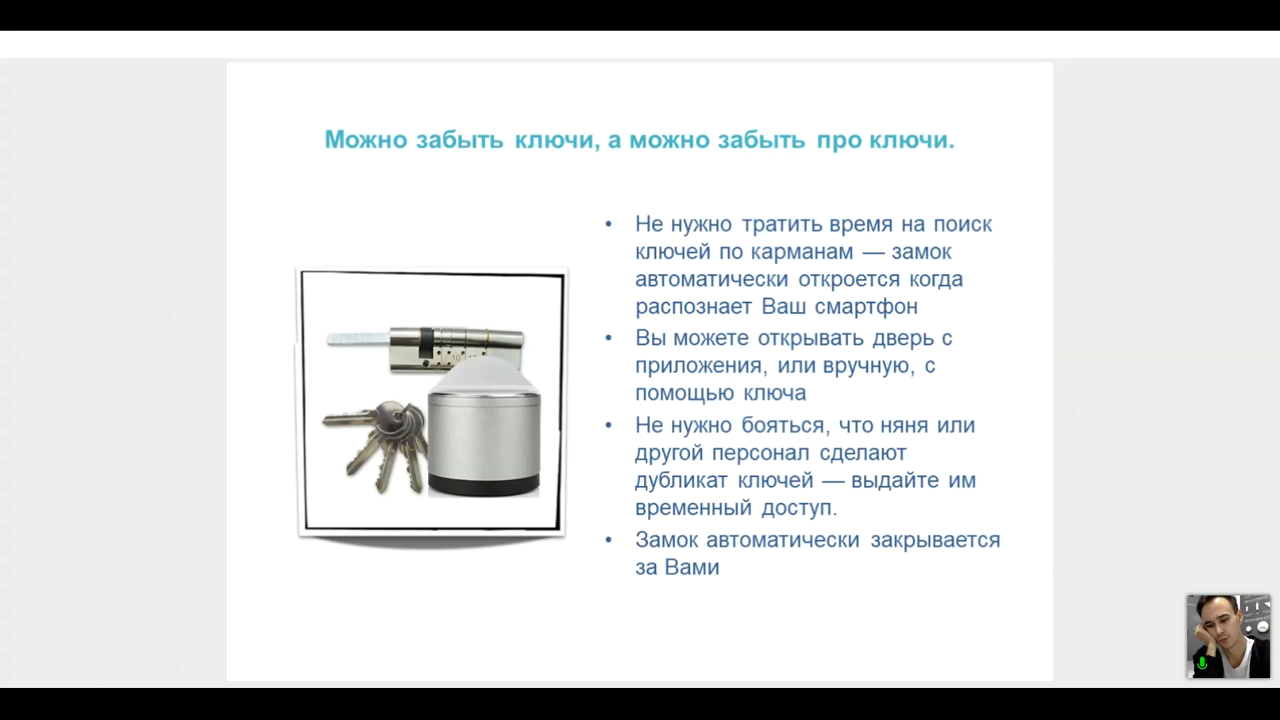 Можно забыть ключи, а можно забыть про ключи.
• Не нужно тратить время на поиск
ключей по карманам — замок
автоматически откроется когда
распознает Ваш смартфон
• Вы можете открывать дверь с
приложения, или вручную, с
помощью ключа
• Не нужно бояться, что няня или
другой персонал сделают
дубликат ключей — выдайте им
временный доступ.
• Замок автоматически закрывается
за Вами